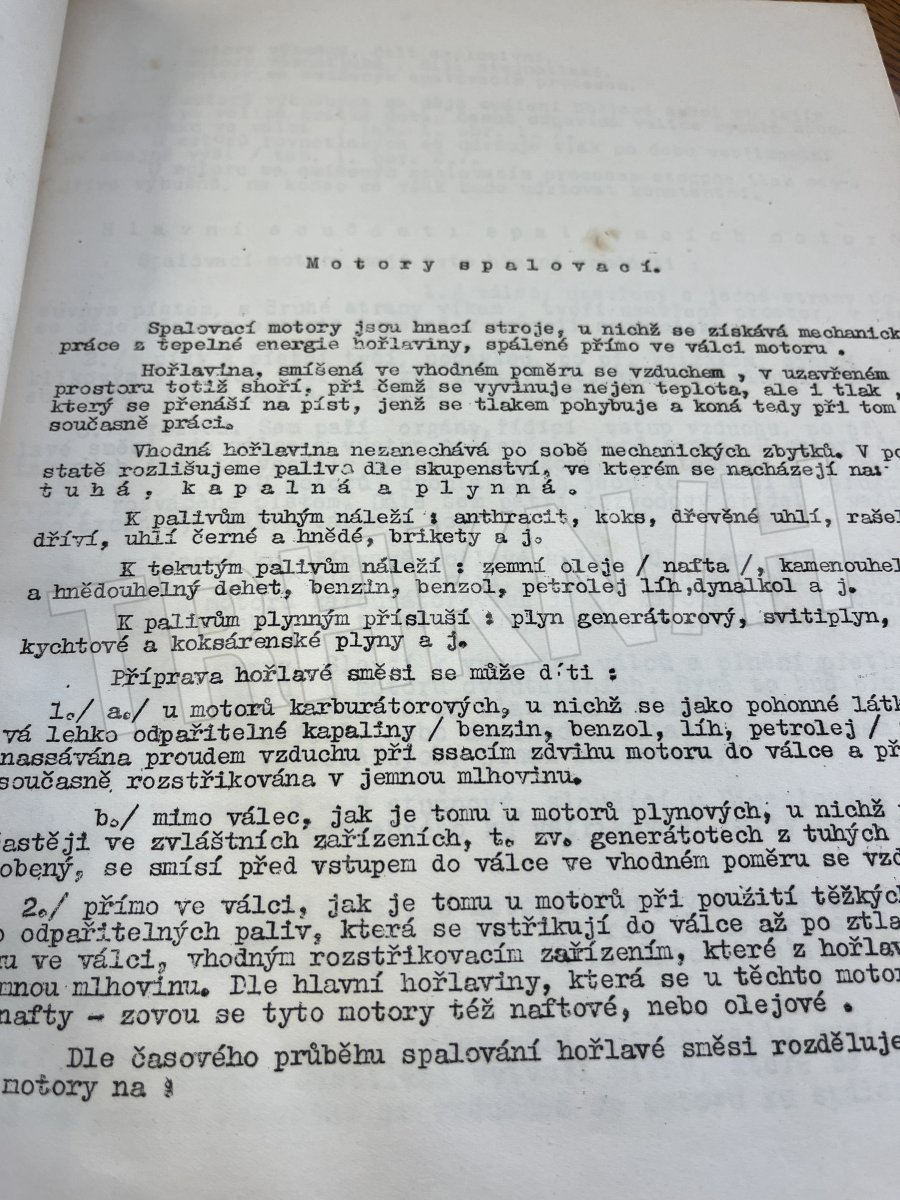 Motory spalovací.
Spalovací motory jsou hnací stroje, u nichž se získává mechanick
práce z tepelné energie hořlaviny, spálené přímo ve válci motoru .
Hořlavina, smíšená ve vhodném poměru se vzduchem , v uzavřeném
prostoru totiž shoří, při čemž se vyvinuje nejen teplota, ale i tlak ,
který se přenáší na píst, jenž se tlakem pohybuje a koná tedy při tom
současně práci.
Vhodná hořlavina nezanechává po sobě mechanických zbytků. V po
statě rozlišujeme paliva dle skupenství, ve kterém se nacházejí na:
tuhá, kapalná a plynná.
K palivům tuhým náleží : anthracit, koks, dřevěné uhlí, rašel
dříví, uhlí černé a hnědé, brikety a j.
K tekutým palivům náleží : zemní oleje / nafta /, kamenouhel
a hnědouhelný dehet, benzin, benzol, petrolej líh,dynalkol a j.
K palivům plynným přísluší : plyn generátorový, svitiplyn,
kychtové a koksárenské plyny a j.
Příprava hořlavé směsi se může díti :
1./ a./ u motorů karburátorových, u nichž se jako pohonné látk
vá lehko odpařitelné kapaliny / benzin, benzol, líh, petrolej /
nassávána proudem vzduchu při ssacím zdvihu motoru do válce a př
současně rozstřikována v jemnou mlhovinu.
b./ mimo válec, jak je tomu u motorů plynových, u nichž
astěji ve zvláštních zařízeních, t. zv. generátotech z tuhých
obený, se smísí před vstupem do válce ve vhodném poměru se vzd
2./ přímo ve válci, jak je tomu u motorů při použití těžkých
o odpařitelných paliv, která se vstřikují do válce až po ztla
u ve válci, vhodným rozstřikovacím zařízením, které z hořlav
mnou mlhovinu. Dle hlavní hořlaviny, která se u těchto motor
nafty - zovou se tyto motory též naftové, nebo olejové .
Dle časového průběhu spalování hořlavé směsi rozděluje
motory na :
TREKNWH